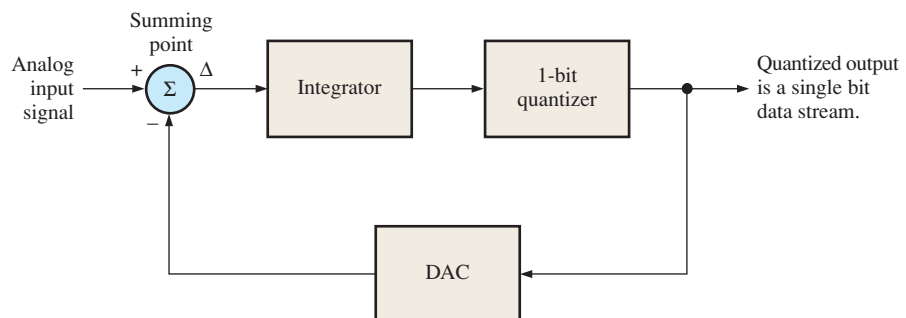 Summing
point
Analog
input
signal
+
Σ
Δ
−
Integrator
1-bit
quantizer
Quantized output
is a single bit
data stream.
DAC